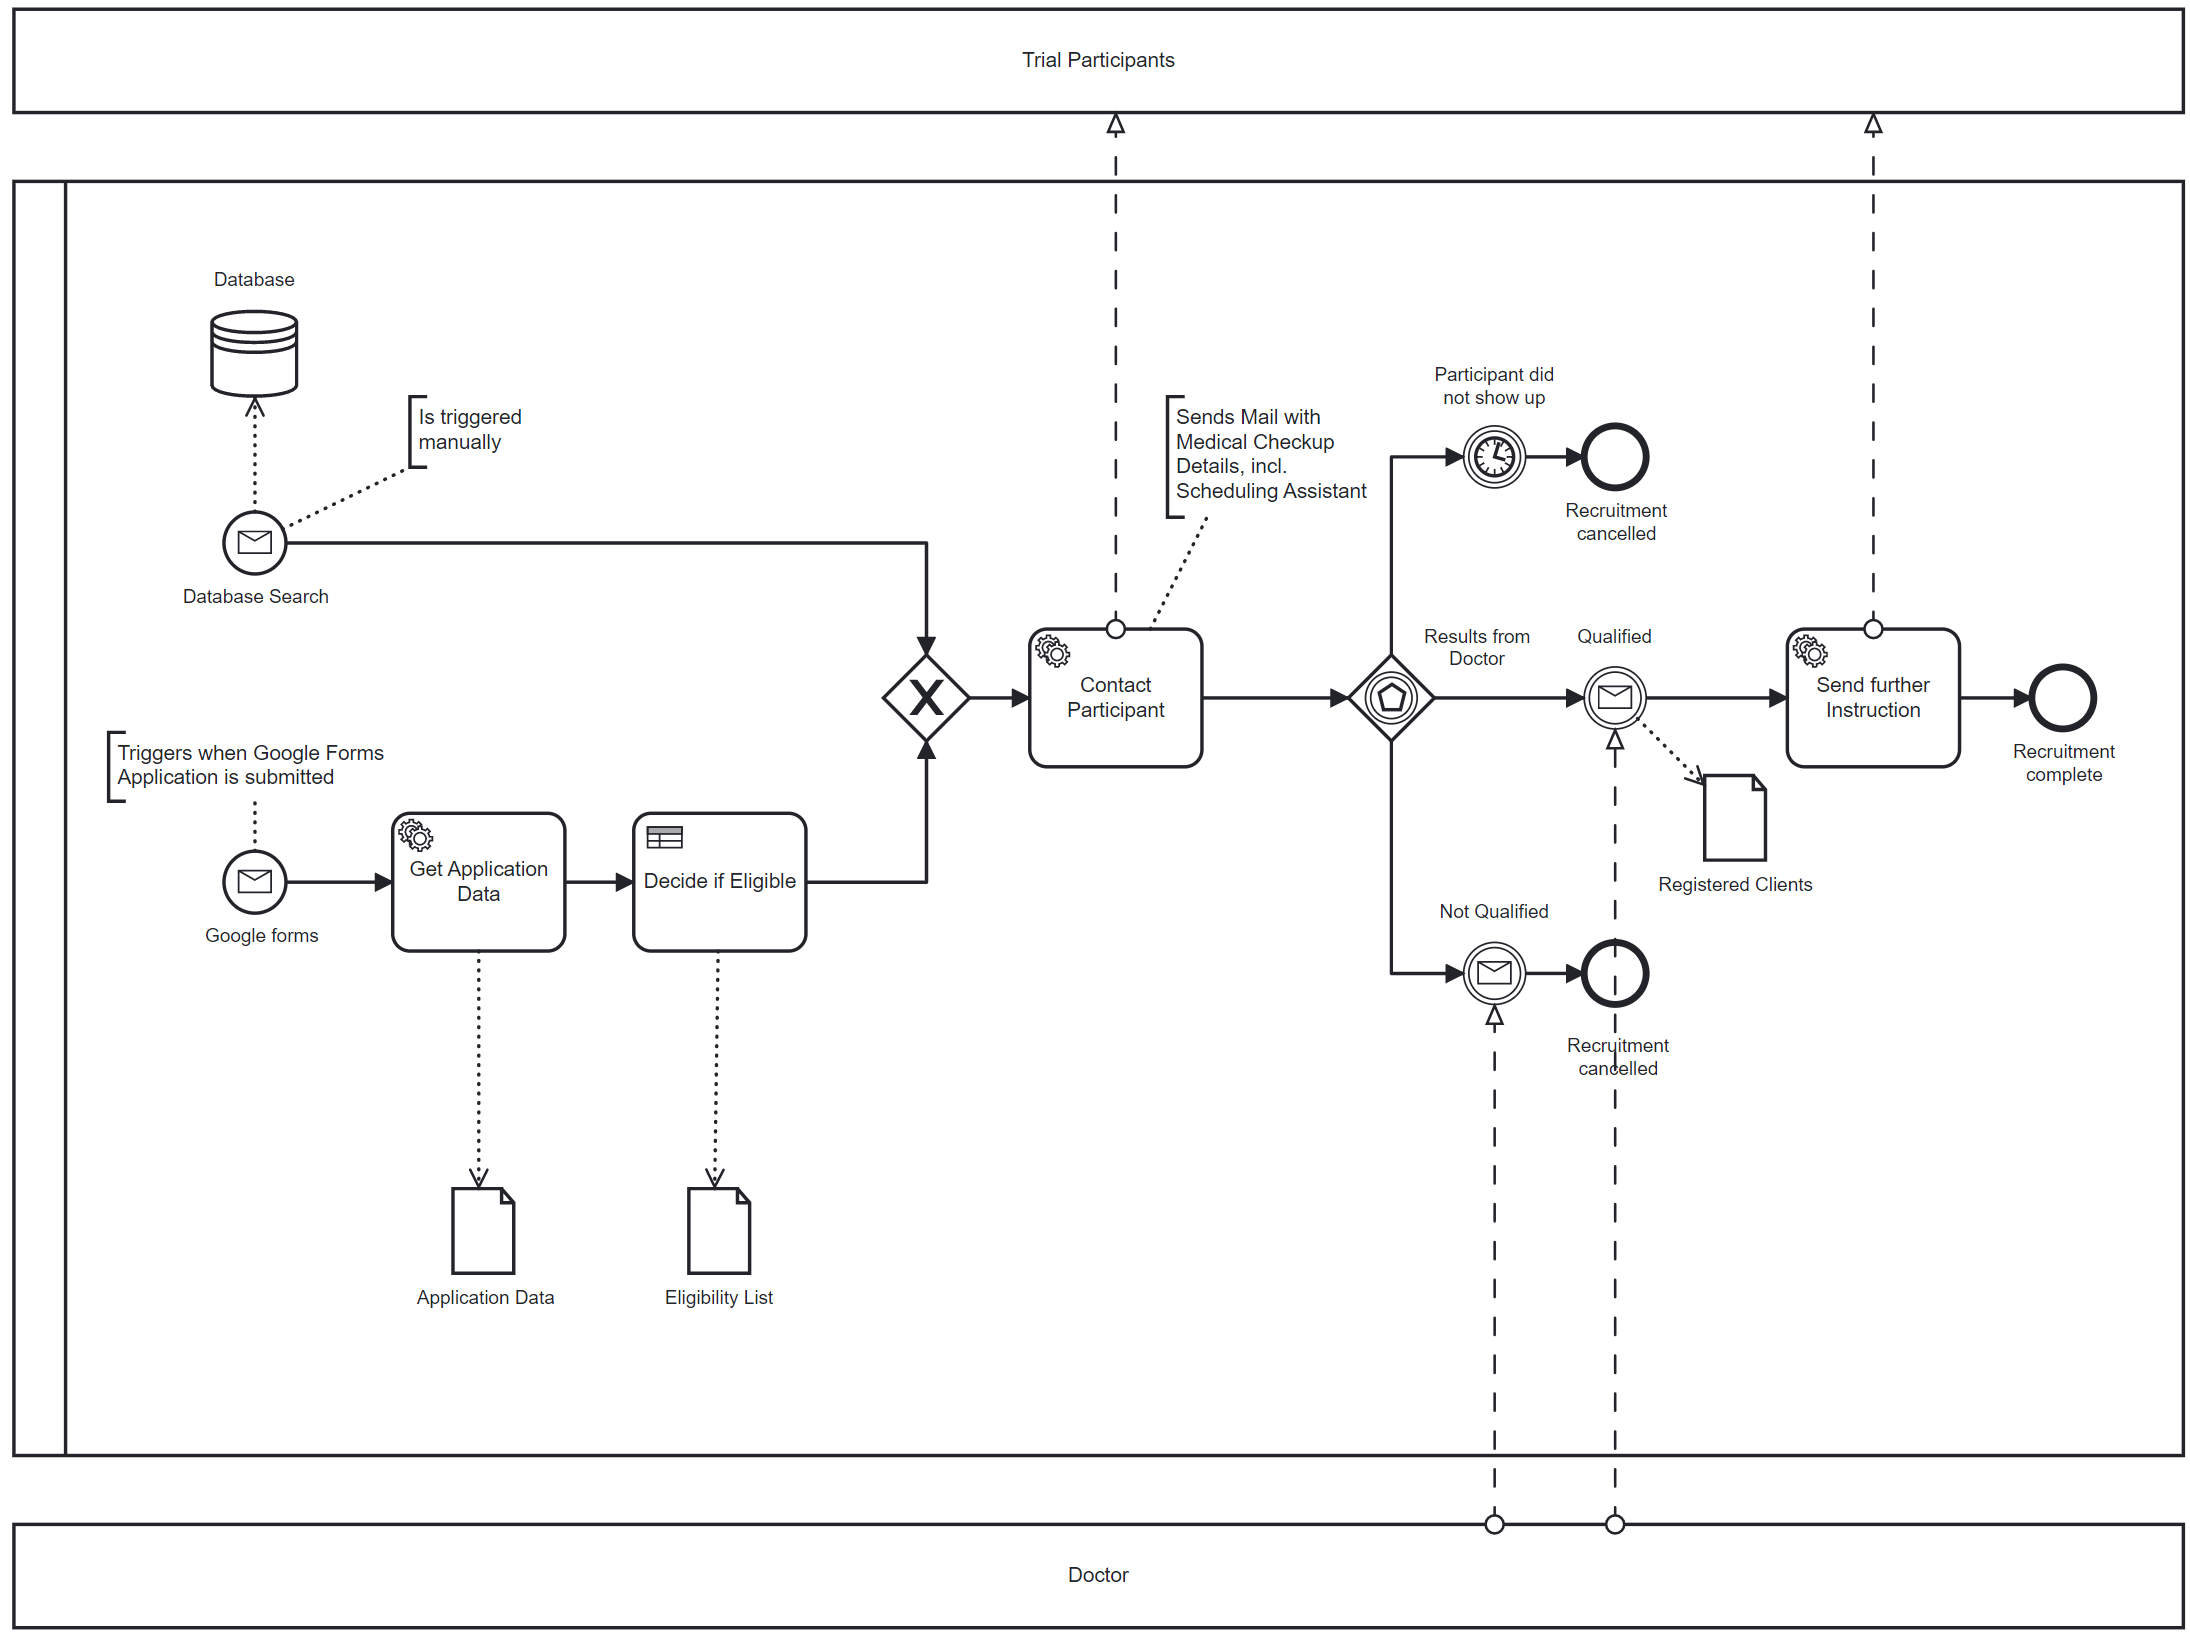 Trial Participants
Database
Is triggered
manually
Database Search
Sends Mail with
Medical Checkup
Details, incl.
Scheduling Assistant
Participant did
not show up
Recruitment
cancelled
Triggers when Google Forms
Application is submitted
Google forms
Get Application
Data
Decide if Eligible
X
Contact
Participant
Results from
Doctor
Qualified
Send further
Instruction
Recruitment
complete
Registered Clients
Not Qualified
Recruitment
cancelled
Application Data
Eligibility List
Doctor